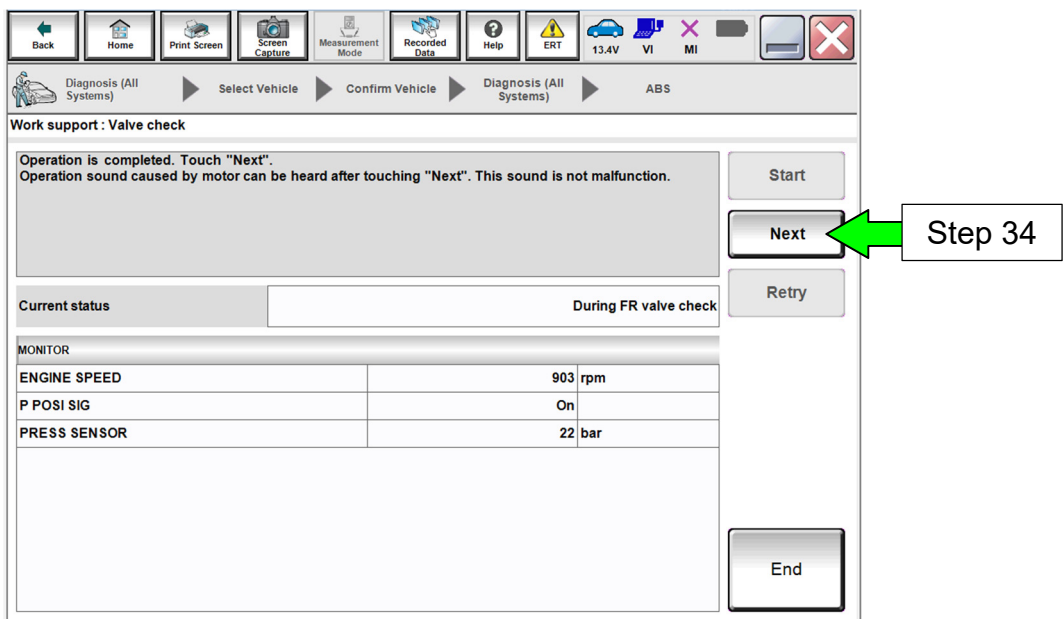 Back
Home
Print Screen
Screen
Capture
Measurement
Mode
Recorded
Data
Help
ERT
13.4V
VI
MI
Diagnosis (All
Systems)
Select Vehicle
Confirm Vehicle
Diagnosis (All
Systems)
ABS
Work support : Valve check
Operation is completed. Touch "Next".
Operation sound caused by motor can be heard after touching "Next". This sound is not malfunction.
Start
Next
Step 34
Retry
Current status
During FR valve check
MONITOR
ENGINE SPEED 903 rpm
P POSI SIG On
PRESS SENSOR 22 bar
End